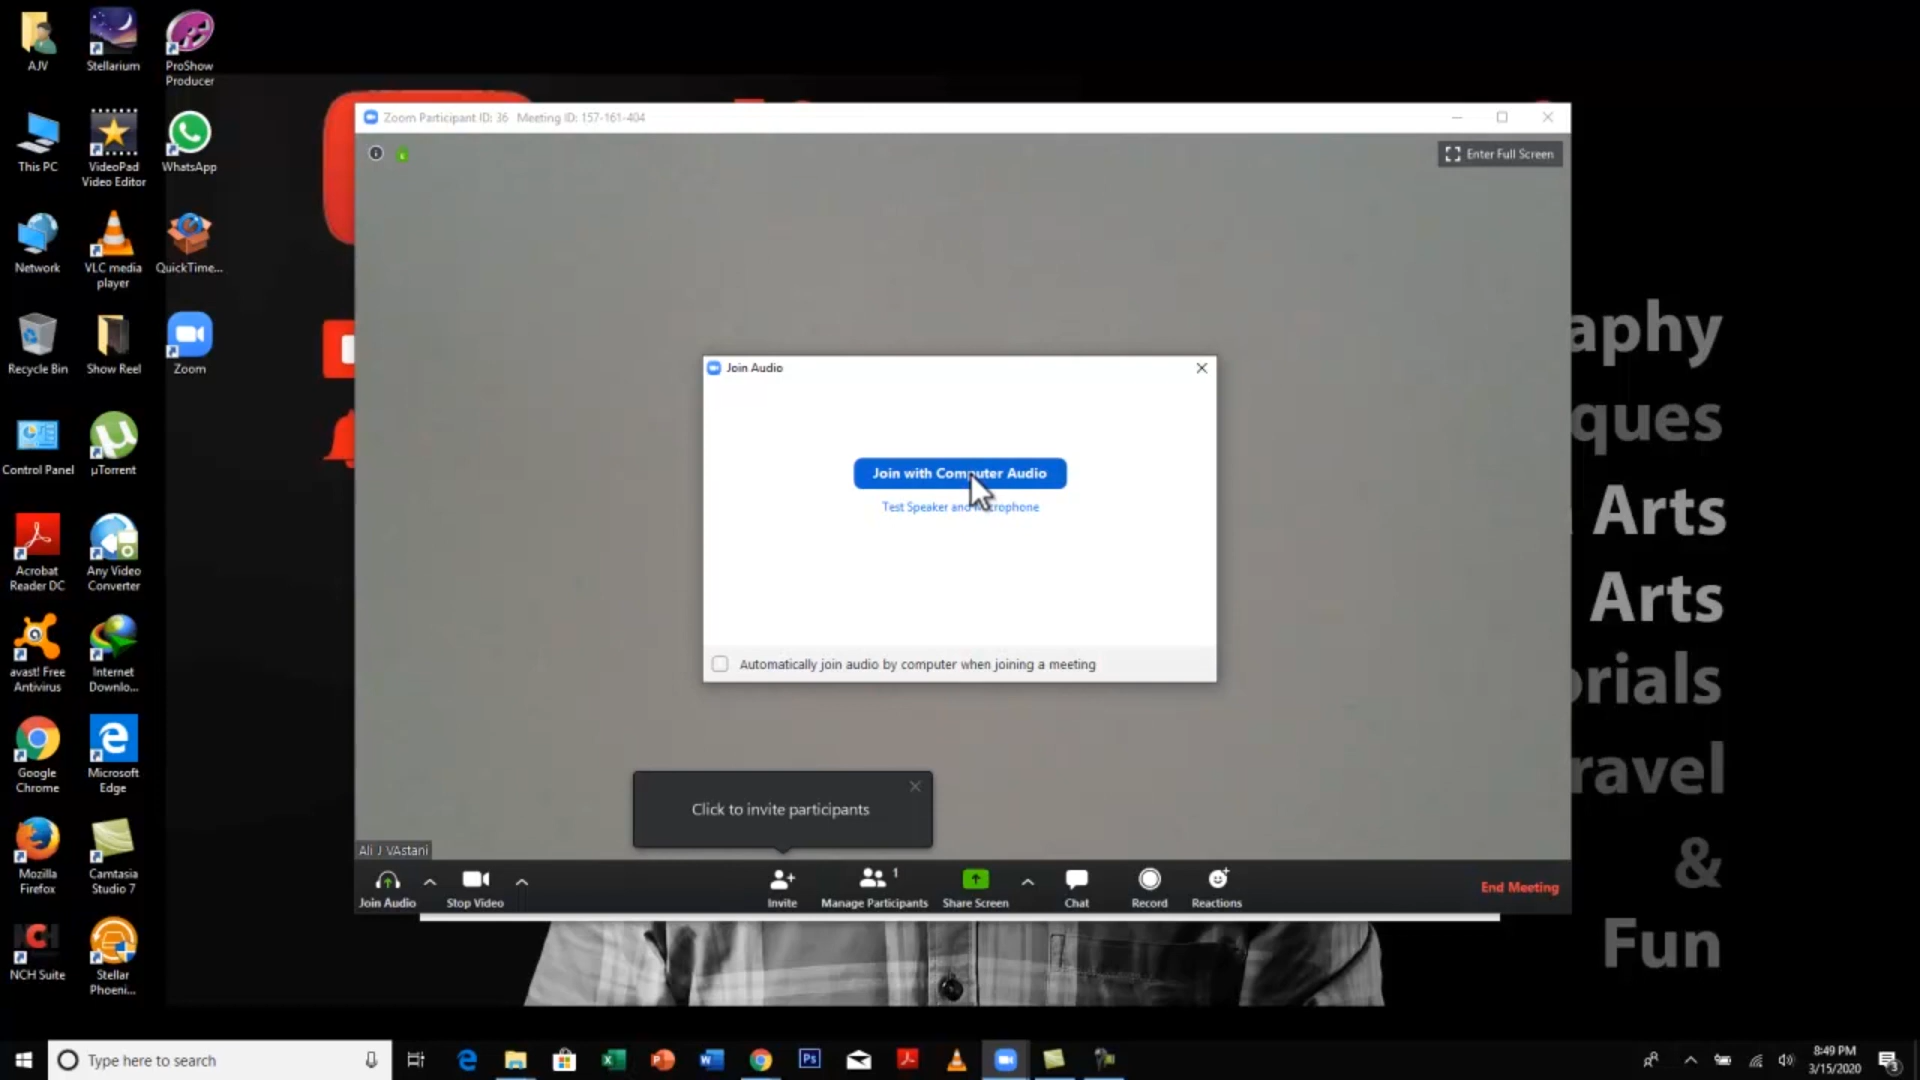 AJV
Stellarium
ProShow
Producer
This PC
VideoPad
Video Editor
WhatsApp
Network
VLC media
player
QuickTime...
Recycle Bin
Show Reel
Zoom
Control Panel
µTorrent
Acrobat
Reader DC
Any Video
Converter
avast! Free
Antivirus
Internet
Downlo...
Google
Chrome
Microsoft
Edge
Mozilla
Firefox
Camtasia
Studio 7
NCH
NCH Suite
Stellar
Phoeni...
Zoom Participant ID: 36 Meeting ID: 157-161-404
Enter Full Screen
Join Audio
Join with Computer Audio
Test Speaker and Microphone
Automatically join audio by computer when joining a meeting
Click to invite participants
Ali J VAstani
Join Audio
Stop Video
Invite
1
Manage Participants
Share Screen
Chat
Record
Reactions
End Meeting
aphy
ques
Arts
Arts
orials
ravel
&
Fun
Type here to search
Ps
8:49 PM
3/15/2020
3